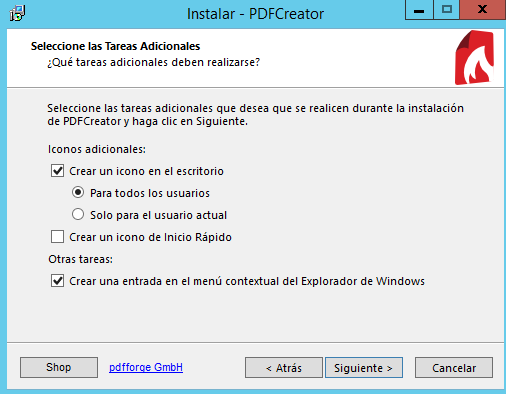 Instalar - PDFCreator
Seleccione las Tareas Adicionales
¿Qué tareas adicionales deben realizarse?
Seleccione las tareas adicionales que desea que se realicen durante la instalación
de PDFCreator y haga clic en Siguiente.
Iconos adicionales:
Crear un icono en el escritorio
Para todos los usuarios
Solo para el usuario actual
Crear un icono de Inicio Rápido
Otras tareas:
Crear una entrada en el menú contextual del Explorador de Windows
Shop pdfforge GmbH < Atrás Siguiente > Cancelar